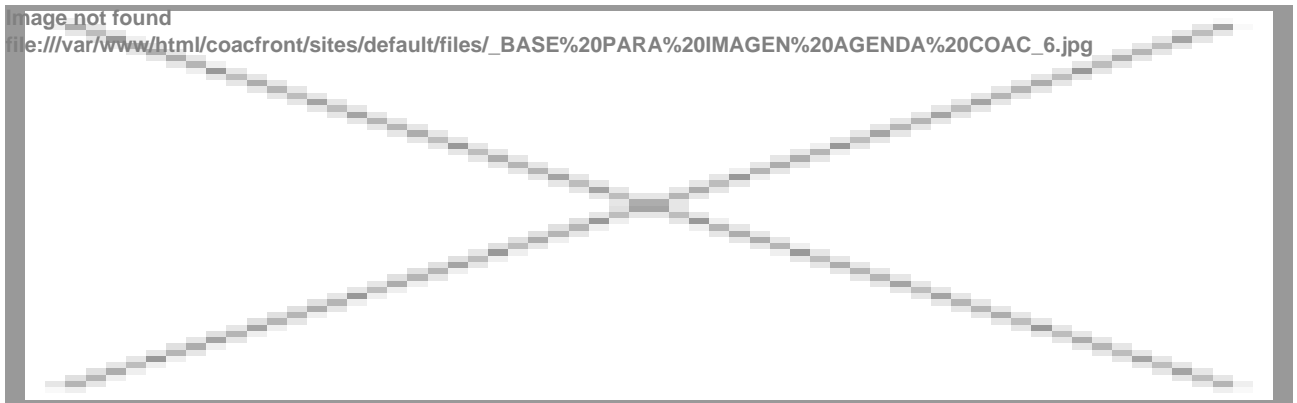 Image not found
file:///var/www/html/coacfront/sites/default/files/_BASE%20PARA%20IMAGEN%20AGENDA%20COAC_6.jpg